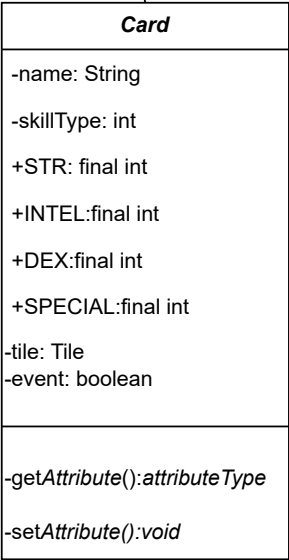 Card
-name: String
-skillType: int
+STR: final int
+INTEL:final int
+DEX:final int
+SPECIAL:final int
-tile: Tile
-event: boolean
-getAttribute():attributeType
-setAttribute():void